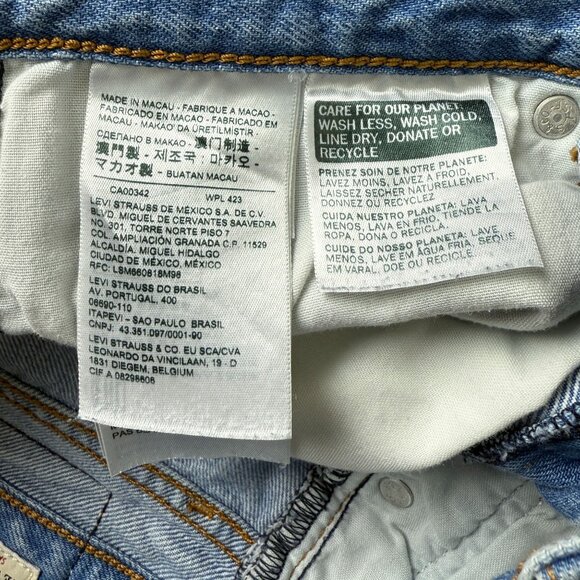 MADE IN MACAU - FABRIQUE A MACAO -
FABRICADO EN MACAO - FABRICADO EM
MACAU - MAKAO DA ÜRETİLMİSTİR -
СДЕЛАНО В МАКАО - 澳门制造 -
澳門製 - 제조국 : 마카오 -
マカオ製 | BUATAN MACAU
CA00342 WPL 423
LEVI STRAUSS DE MÉXICO S.A. DE C.V.
BLVD. MIGUEL DE CERVANTES SAAVEDRA
NO. 301, TORRE NORTE PISO 7
COL. AMPLIACIÓN GRANADA C.P. 11529
ALCALDÍA. MIGUEL HIDALGO
CIUDAD DE MÉXICO, MÉXICO
RFC: LSM660818M96
LEVI STRAUSS DO BRASIL
AV. PORTUGAL, 400
06690-110
ITAPEVI – SAO PAULO BRASIL
CNPJ: 43.351.097/0001-90
LEVI STRAUSS & CO. EU SCA/CVA
LEONARDO DA VINCILAAN, 19 - D
1831 DIEGEM, BELGIUM
CIF A 08295606
PAS
CARE FOR OUR PLANET:
WASH LESS, WASH COLD,
LINE DRY, DONATE OR
RECYCLE
PRENEZ SOIN DE NOTRE PLANETE:
LAVEZ MOINS, LAVEZ A FROID,
LAISSEZ SECHER NATURELLEMENT,
DONNEZ OU RECYCLEZ
CUIDA NUESTRO PLANETA: LAVA
MENOS, LAVA EN FRIO, TIENDE LA
ROPA, DONA O RECICLA.
CUIDE DO NOSSO PLANETA: LAVE
MENOS, LAVE EM ÁGUA FRIA, SEQUE
EM VARAL, DOE OU RECICLE.